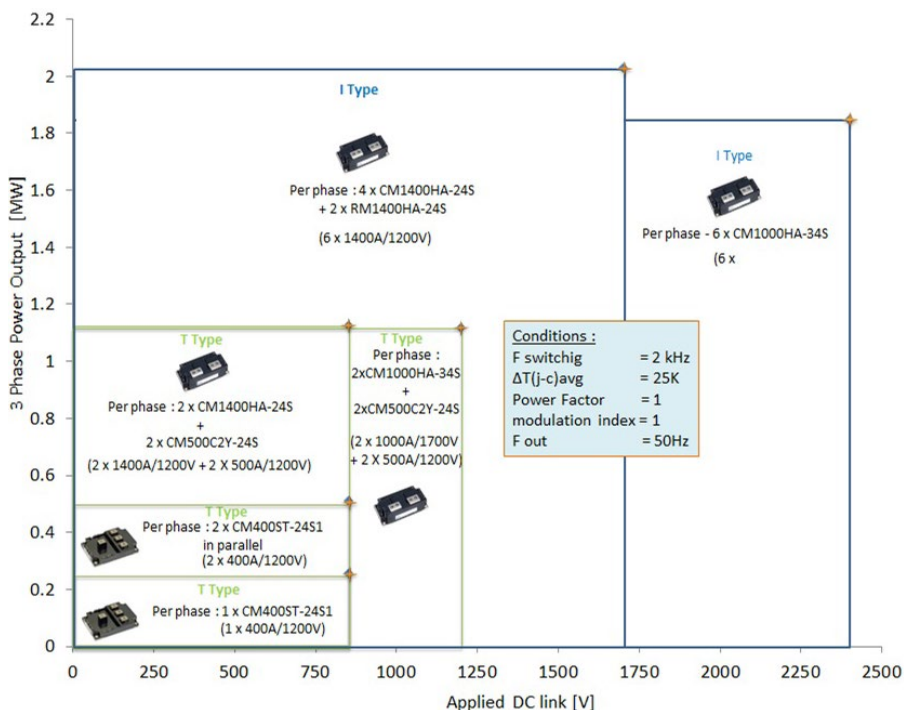 3 Phase Power Output [MW]
2.2
2
1.8
1.6
1.4
1.2
1
0.8
0.6
0.4
0.2
0
I Type
Per phase : 4 x CM1400HA-24S
+ 2 x RM1400HA-24S
(6 x 1400A/1200V)
I Type
Per phase - 6 x CM1000HA-34S
(6 x
T Type
Per phase : 2 x CM1400HA-24S
+
2 x CM500C2Y-24S
(2 x 1400A/1200V + 2 X 500A/1200V)
T Type
Per phase :
2xCM1000HA-34S
+
2xCM500C2Y-24S
(2 x 1000A/1700V
+ 2 X 500A/1200V)
Conditions :
F switchig = 2 kHz
ΔT(j-c)avg = 25K
Power Factor = 1
modulation index = 1
F out = 50Hz
T Type
Per phase : 2 x CM400ST-24S1
in parallel
(2 x 400A/1200V)
T Type
Per phase : 1 x CM400ST-24S1
(1 x 400A/1200V)
0 250 500 750 1000 1250 1500 1750 2000 2250 2500
Applied DC link [V]